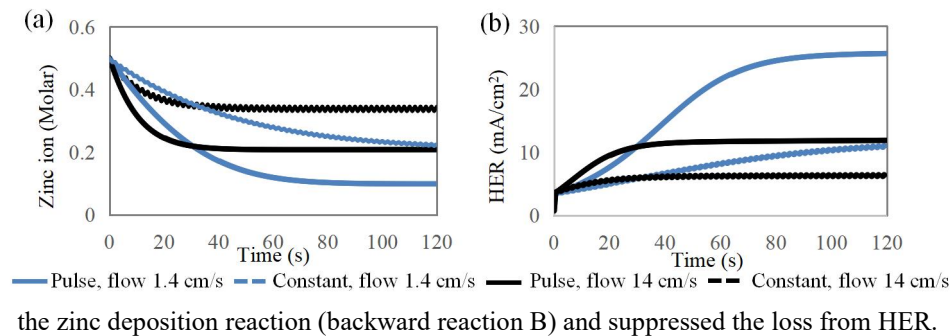 (a)
0.6
0.4
0.2
0
Zinc ion (Molar)
0 20 40 60 80 100 120
Time (s)
(b)
30
20
10
0
HER (mA/cm²)
0 20 40 60 80 100 120
Time (s)
Pulse, flow 1.4 cm/s Constant, flow 1.4 cm/s Pulse, flow 14 cm/s Constant, flow 14 cm/s
the zinc deposition reaction (backward reaction B) and suppressed the loss from HER.